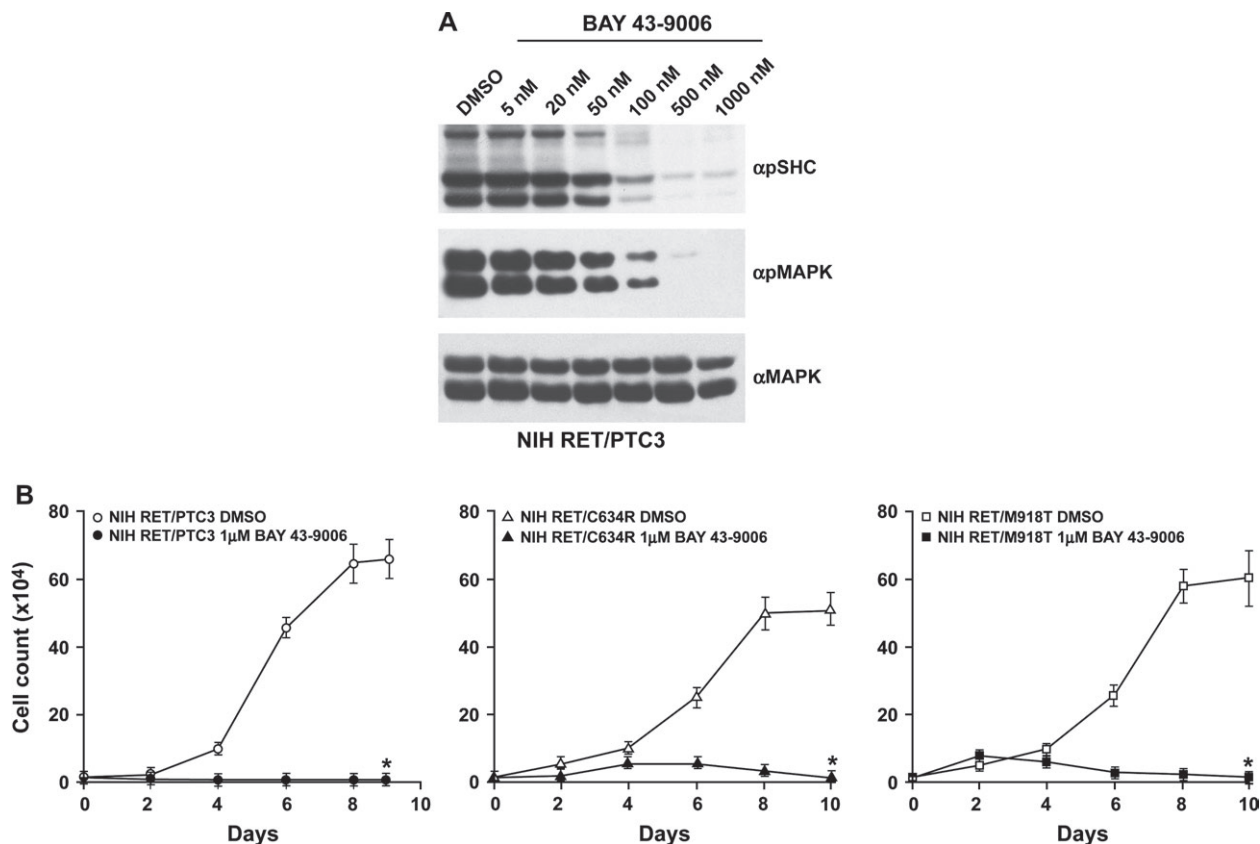 A
BAY 43-9006
DMSO
5 nM
20 nM
50 nM
100 nM
500 nM
1000 nM
αpSHC
αpMAPK
αMAPK
NIH RET/PTC3
B
Cell count (x10⁴)
80
60
40
20
0
NIH RET/PTC3 DMSO
NIH RET/PTC3 1µM BAY 43-9006
*
0 2 4 6 8 10
Days
80
60
40
20
0
NIH RET/C634R DMSO
NIH RET/C634R 1µM BAY 43-9006
*
0 2 4 6 8 10
Days
80
60
40
20
0
NIH RET/M918T DMSO
NIH RET/M918T 1µM BAY 43-9006
*
0 2 4 6 8 10
Days